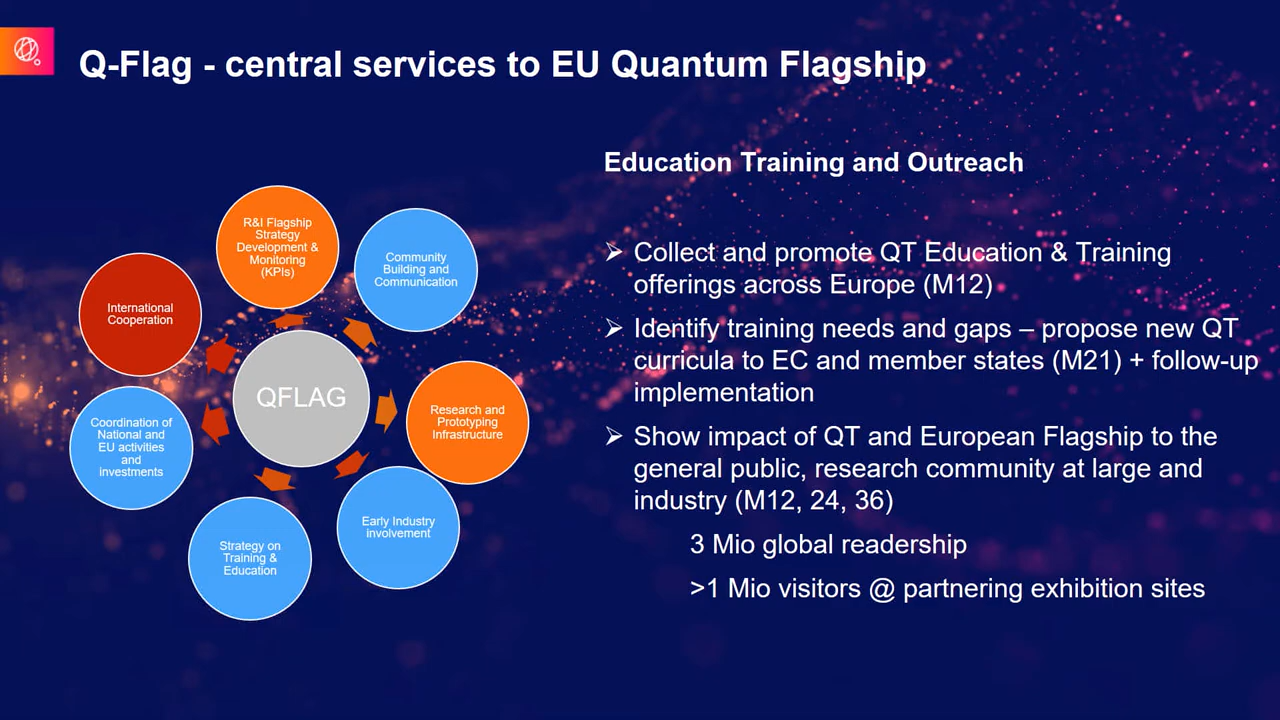 Q-Flag - central services to EU Quantum Flagship
R&I Flagship
Strategy
Development &
Monitoring
(KPIs)
Community
Building and
Communication
International
Cooperation
QFLAG
Research and
Prototyping
Infrastructure
Coordination of
National and
EU activities
and
investments
Early Industry
involvement
Strategy on
Training &
Education
Education Training and Outreach
Collect and promote QT Education & Training
offerings across Europe (M12)
Identify training needs and gaps – propose new QT
curricula to EC and member states (M21) + follow-up
implementation
Show impact of QT and European Flagship to the
general public, research community at large and
industry (M12, 24, 36)
3 Mio global readership
>1 Mio visitors @ partnering exhibition sites